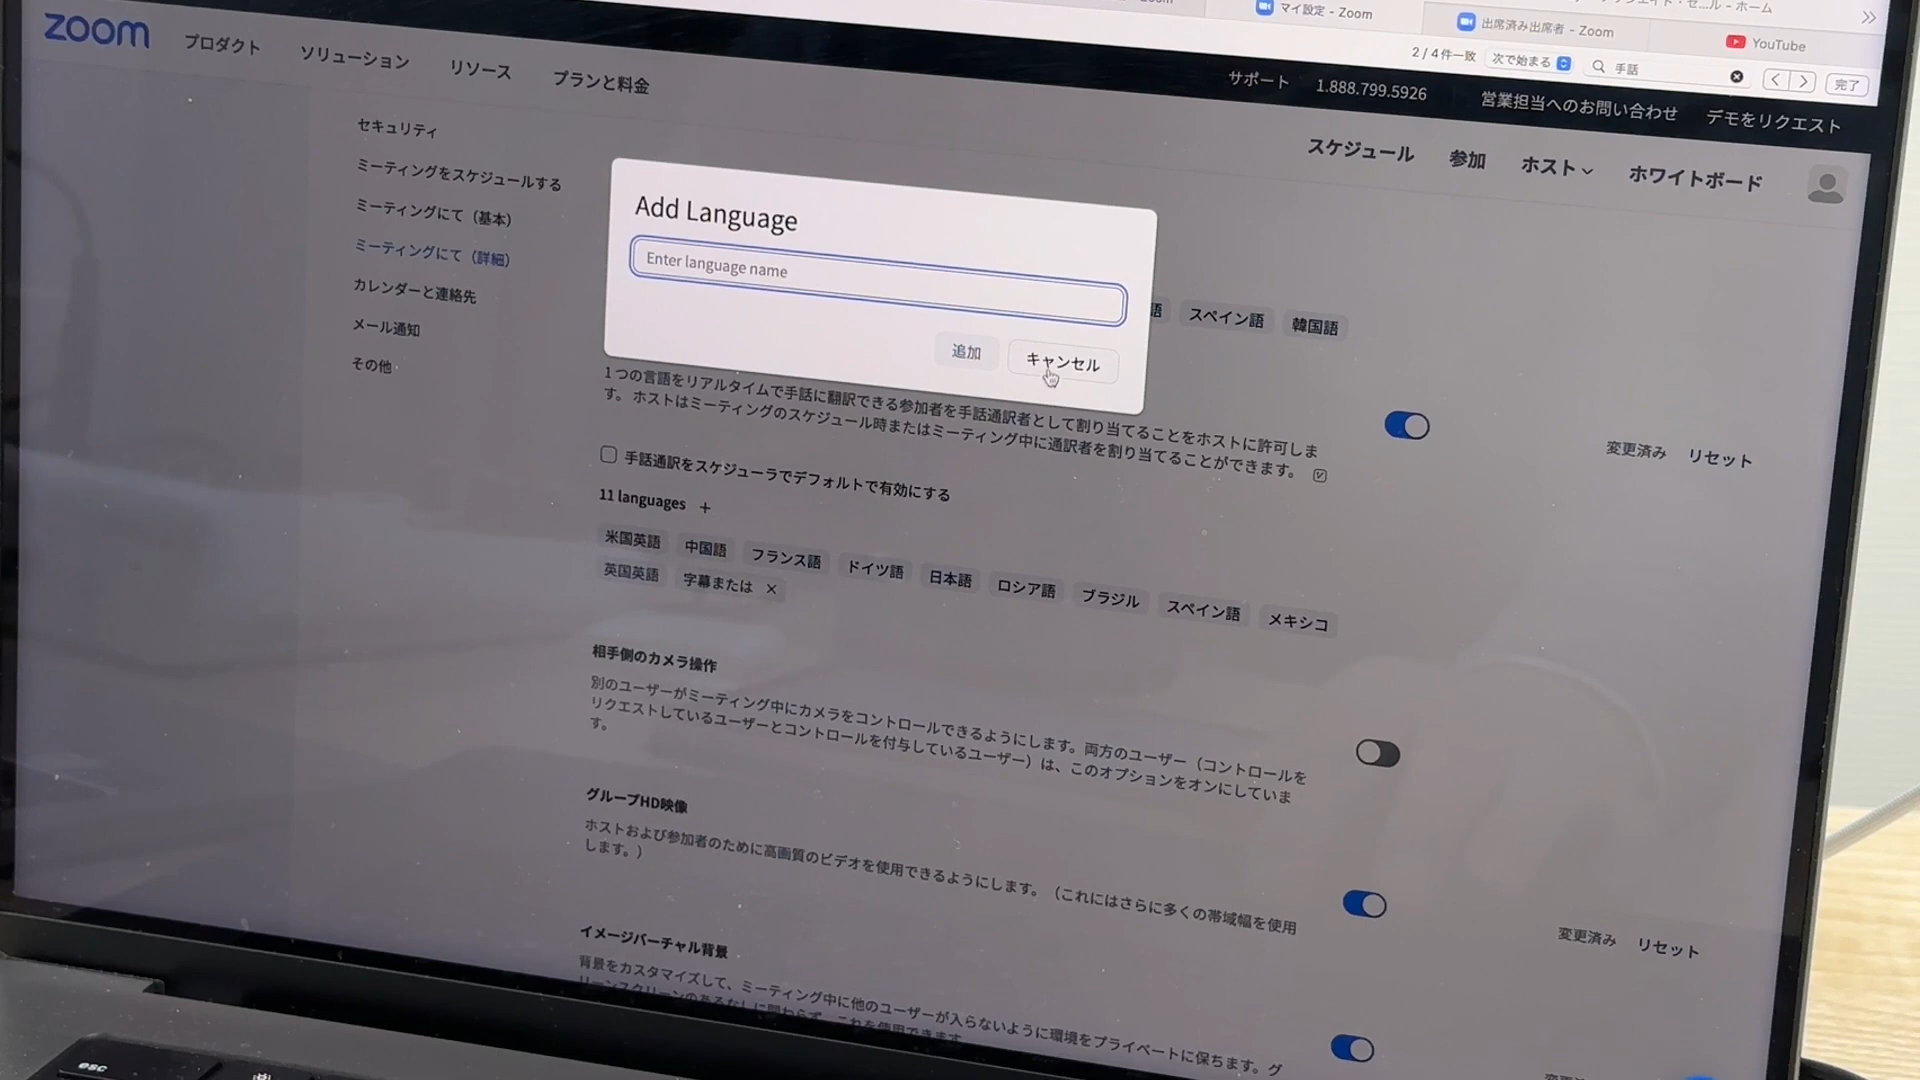 マイ設定 – Zoom
出席済み出席者 – Zoom
YouTube
2 / 4件一致
次で始まる
手話
完了
zoom
プロダクト
ソリューション
リソース
プランと料金
サポート
1.888.799.5926
営業担当へのお問い合わせ
デモをリクエスト
スケジュール
参加
ホスト
ホワイトボード
セキュリティ
ミーティングをスケジュールする
ミーティングにて（基本）
ミーティングにて（詳細）
カレンダーと連絡先
メール通知
その他
Add Language
Enter language name
追加
キャンセル
語
スペイン語
韓国語
1つの言語をリアルタイムで手話に翻訳できる参加者を手話通訳者として割り当てることをホストに許可しま
す。 ホストはミーティングのスケジュール時またはミーティング中に通訳者を割り当てることができます。
変更済み
リセット
手話通訳をスケジューラでデフォルトで有効にする
11 languages +
米国英語
中国語
フランス語
ドイツ語
日本語
ロシア語
ブラジル
スペイン語
メキシコ
英国英語
字幕または ×
相手側のカメラ操作
別のユーザーがミーティング中にカメラをコントロールできるようにします。両方のユーザー（コントロールを
リクエストしているユーザーとコントロールを付与しているユーザー）は、このオプションをオンにしていま
す。
グループHD映像
ホストおよび参加者のために高画質のビデオを使用できるようにします。（これにはさらに多くの帯域幅を使用
します。）
変更済み
リセット
イメージバーチャル背景
背景をカスタマイズして、ミーティング中に他のユーザーが入らないように環境をプライベートに保ちます。グ
リーンスクリーンのあるなしに関わらず、これを使用できます
esc